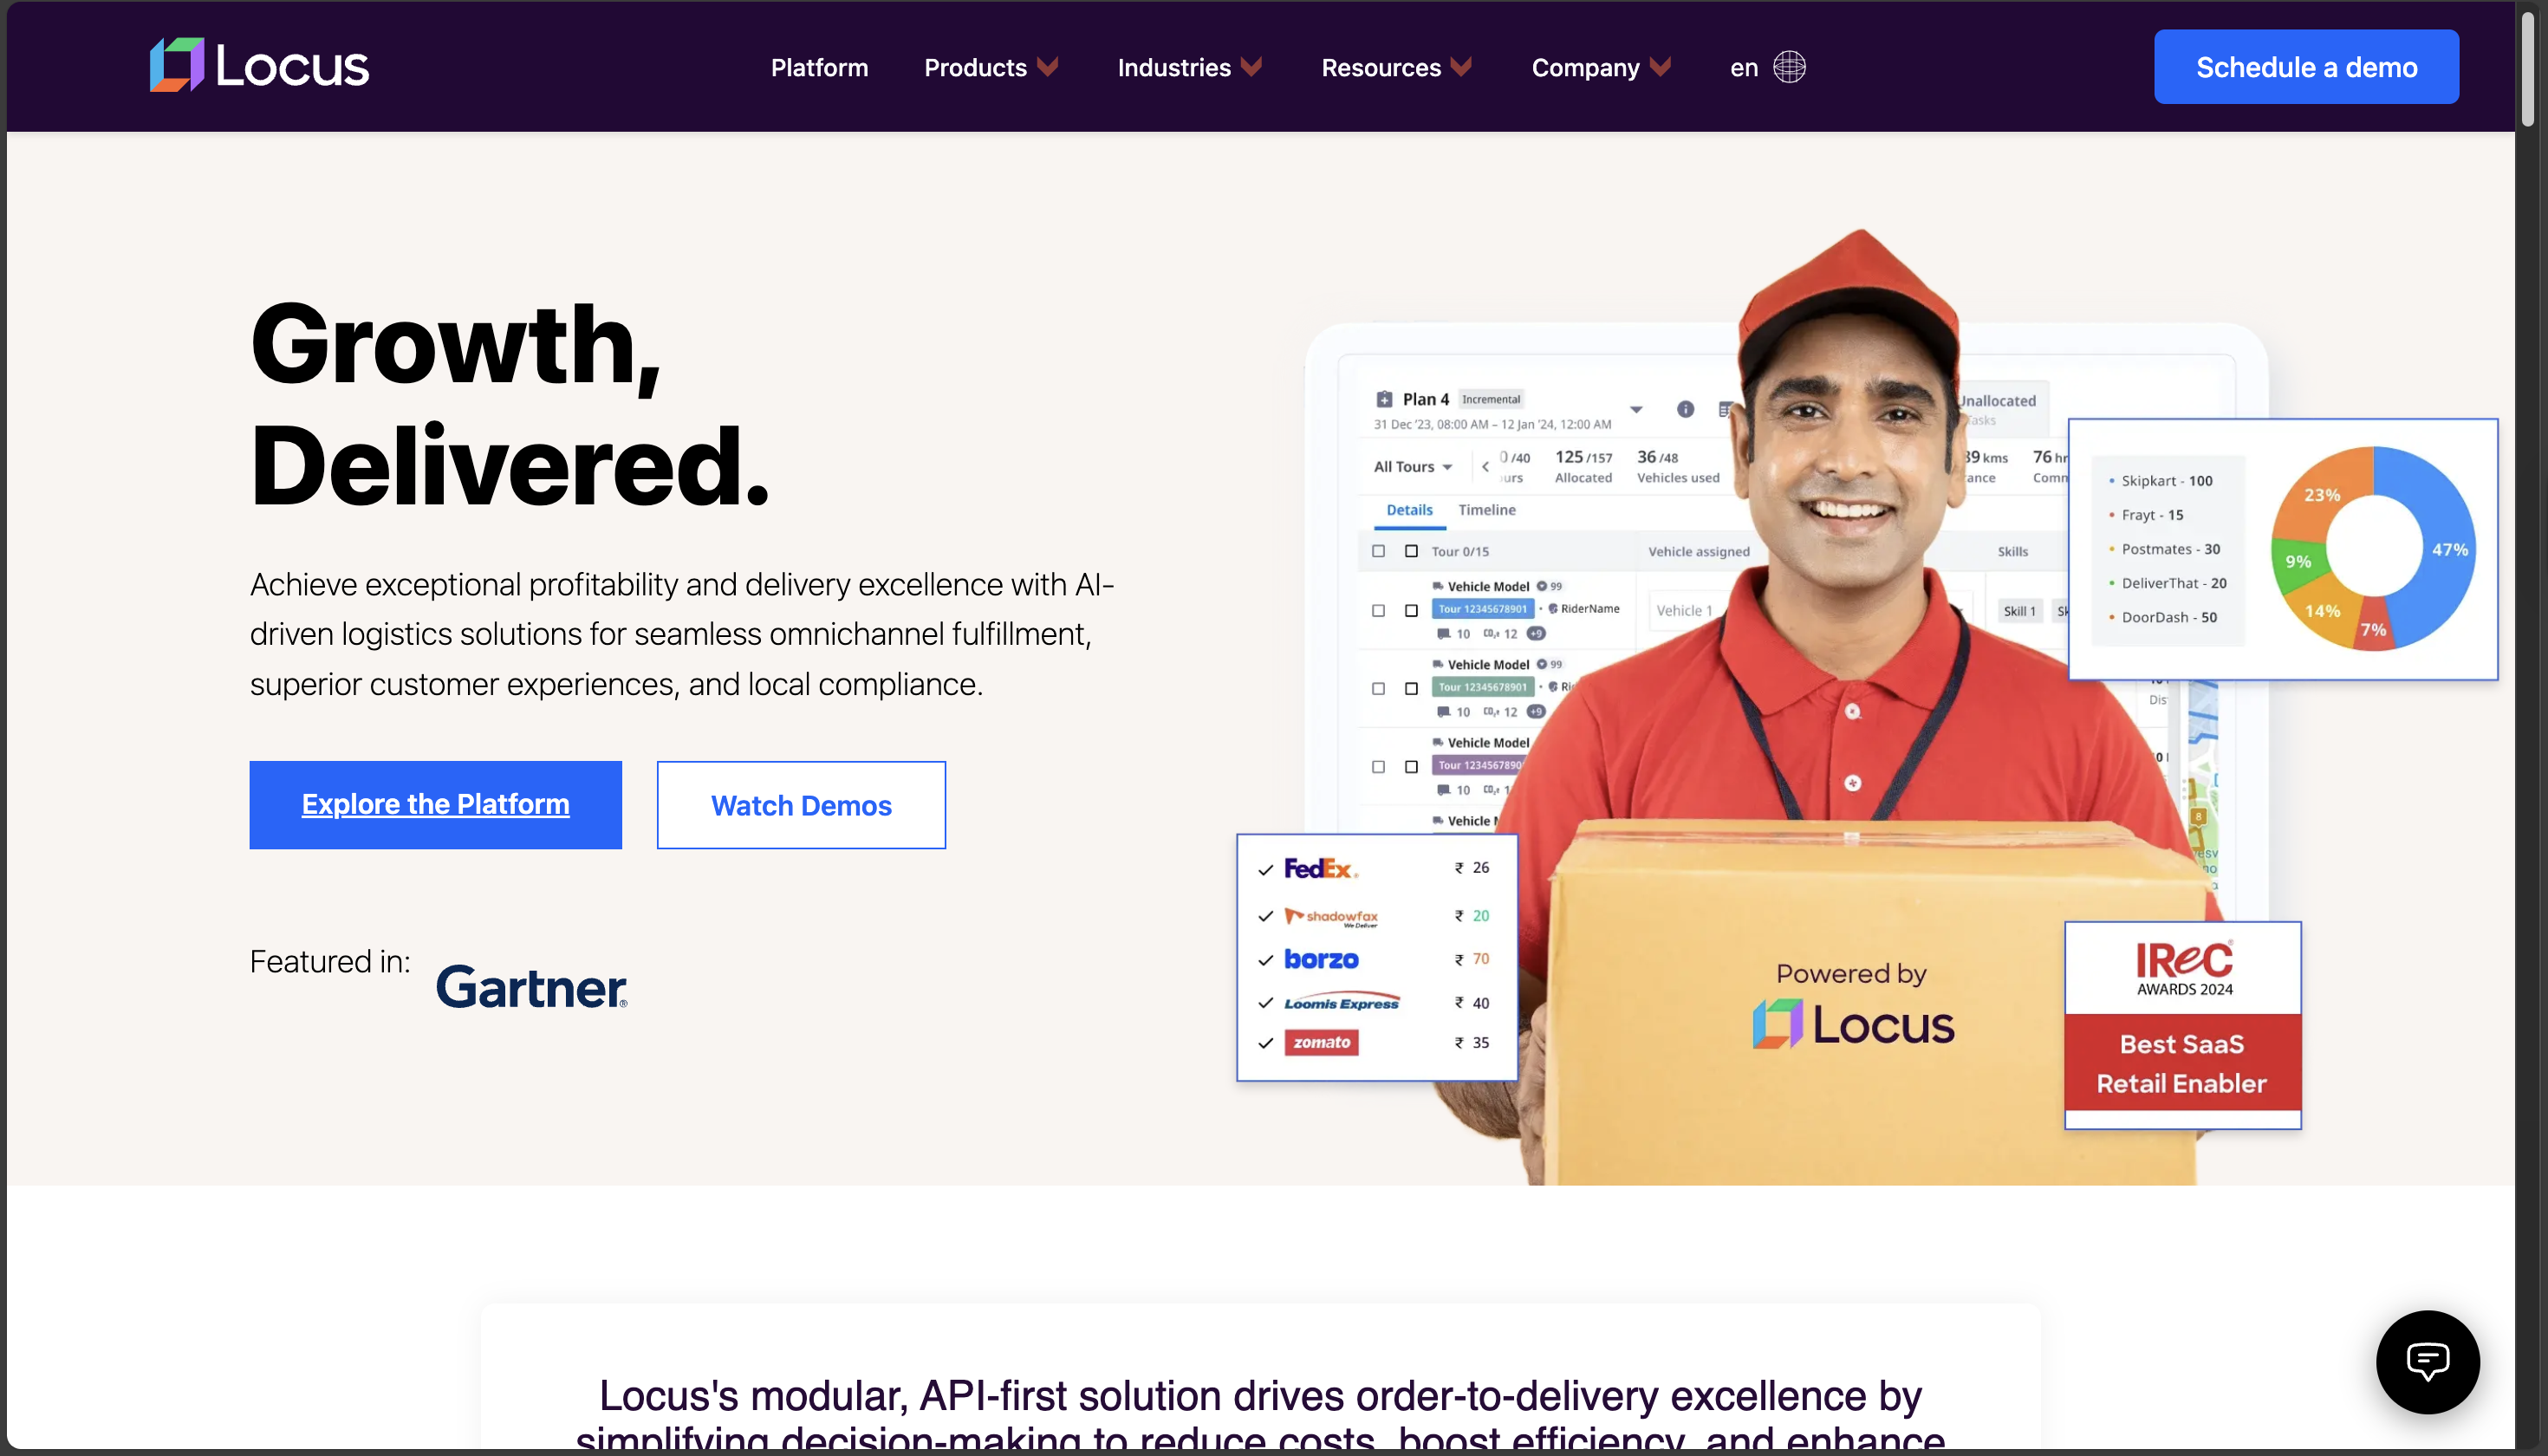 Locus
Platform
Products
Industries
Resources
Company
en
Schedule a demo
Growth,
Delivered.
Achieve exceptional profitability and delivery excellence with AI-
driven logistics solutions for seamless omnichannel fulfillment,
superior customer experiences, and local compliance.
Explore the Platform
Watch Demos
Featured in:
Gartner®
Plan 4 Incremental
31 Dec '23, 08:00 AM – 12 Jan '24, 12:00 AM
Unallocated
Tasks
All Tours
0 /40
125 /157
Allocated
36 /48
Vehicles used
39 kms
76 hr
Details
Timeline
Tour 0/15
Vehicle assigned
Skills
Vehicle Model 99
Tour 12345678901 • RiderName
10 12 +9
Vehicle 1
Skill 1
Vehicle Model 99
Tour 12345678901
10 12 +9
Vehicle Model
Tour 1234567890
10
Vehicle
Skipkart - 100
Frayt - 15
Postmates - 30
DeliverThat - 20
DoorDash - 50
23%
47%
9%
14%
7%
8
FedEx® ₹ 26
shadowfax ₹ 20
We Deliver
borzo ₹ 70
Loomis Express ₹ 40
zomato ₹ 35
Powered by
Locus
IReC®
AWARDS 2024
Best SaaS
Retail Enabler
Locus's modular, API-first solution drives order-to-delivery excellence by
simplifying decision-making to reduce costs, boost efficiency, and enhance